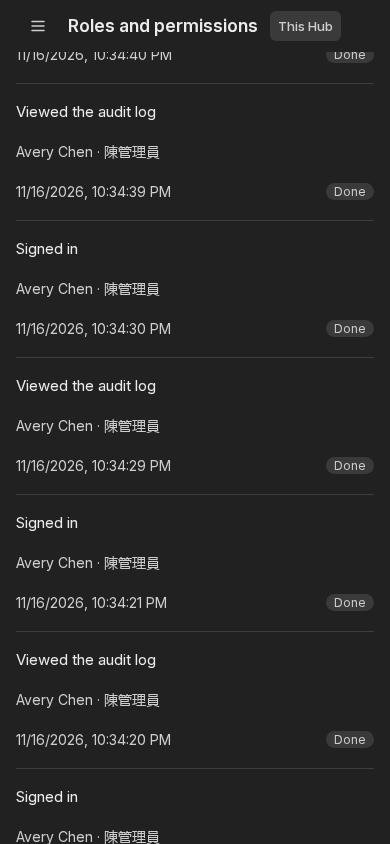 Roles and permissions This Hub
11/16/2026, 10:34:40 PM Done
Viewed the audit log
Avery Chen · 陳管理員
11/16/2026, 10:34:39 PM Done
Signed in
Avery Chen · 陳管理員
11/16/2026, 10:34:30 PM Done
Viewed the audit log
Avery Chen · 陳管理員
11/16/2026, 10:34:29 PM Done
Signed in
Avery Chen · 陳管理員
11/16/2026, 10:34:21 PM Done
Viewed the audit log
Avery Chen · 陳管理員
11/16/2026, 10:34:20 PM Done
Signed in
Avery Chen · 陳管理員